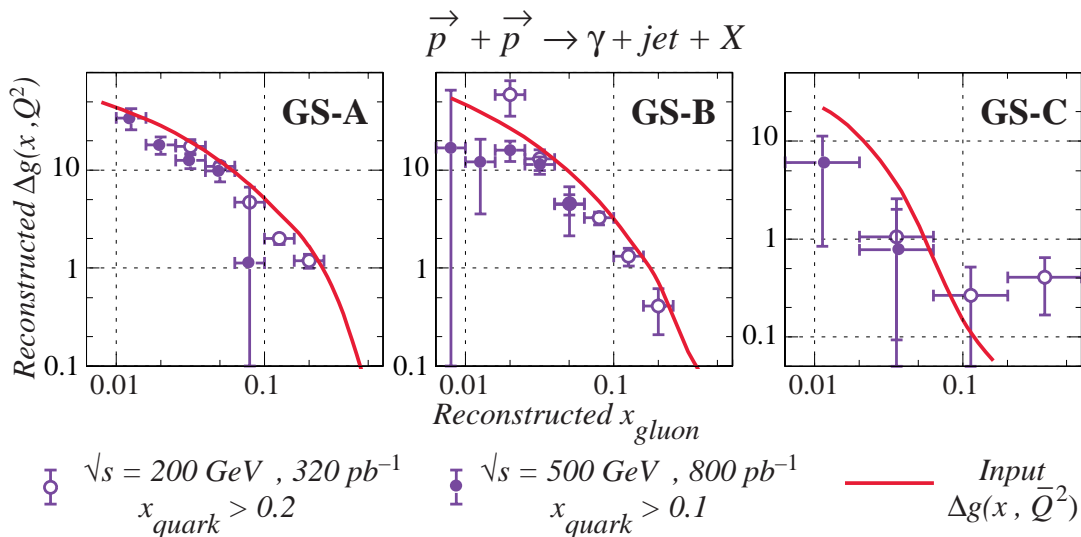 p⃗ + p⃗ → γ + jet + X
Reconstructed Δg(x ,Q²)
GS-A
GS-B
GS-C
10
1
0.1
10
1
0.1
10
1
0.1
0.01 0.1
0.01 0.1
0.01 0.1
Reconstructed x_gluon
√s = 200 GeV , 320 pb⁻¹
x_quark > 0.2
√s = 500 GeV , 800 pb⁻¹
x_quark > 0.1
Input
Δg(x , Q̅²)